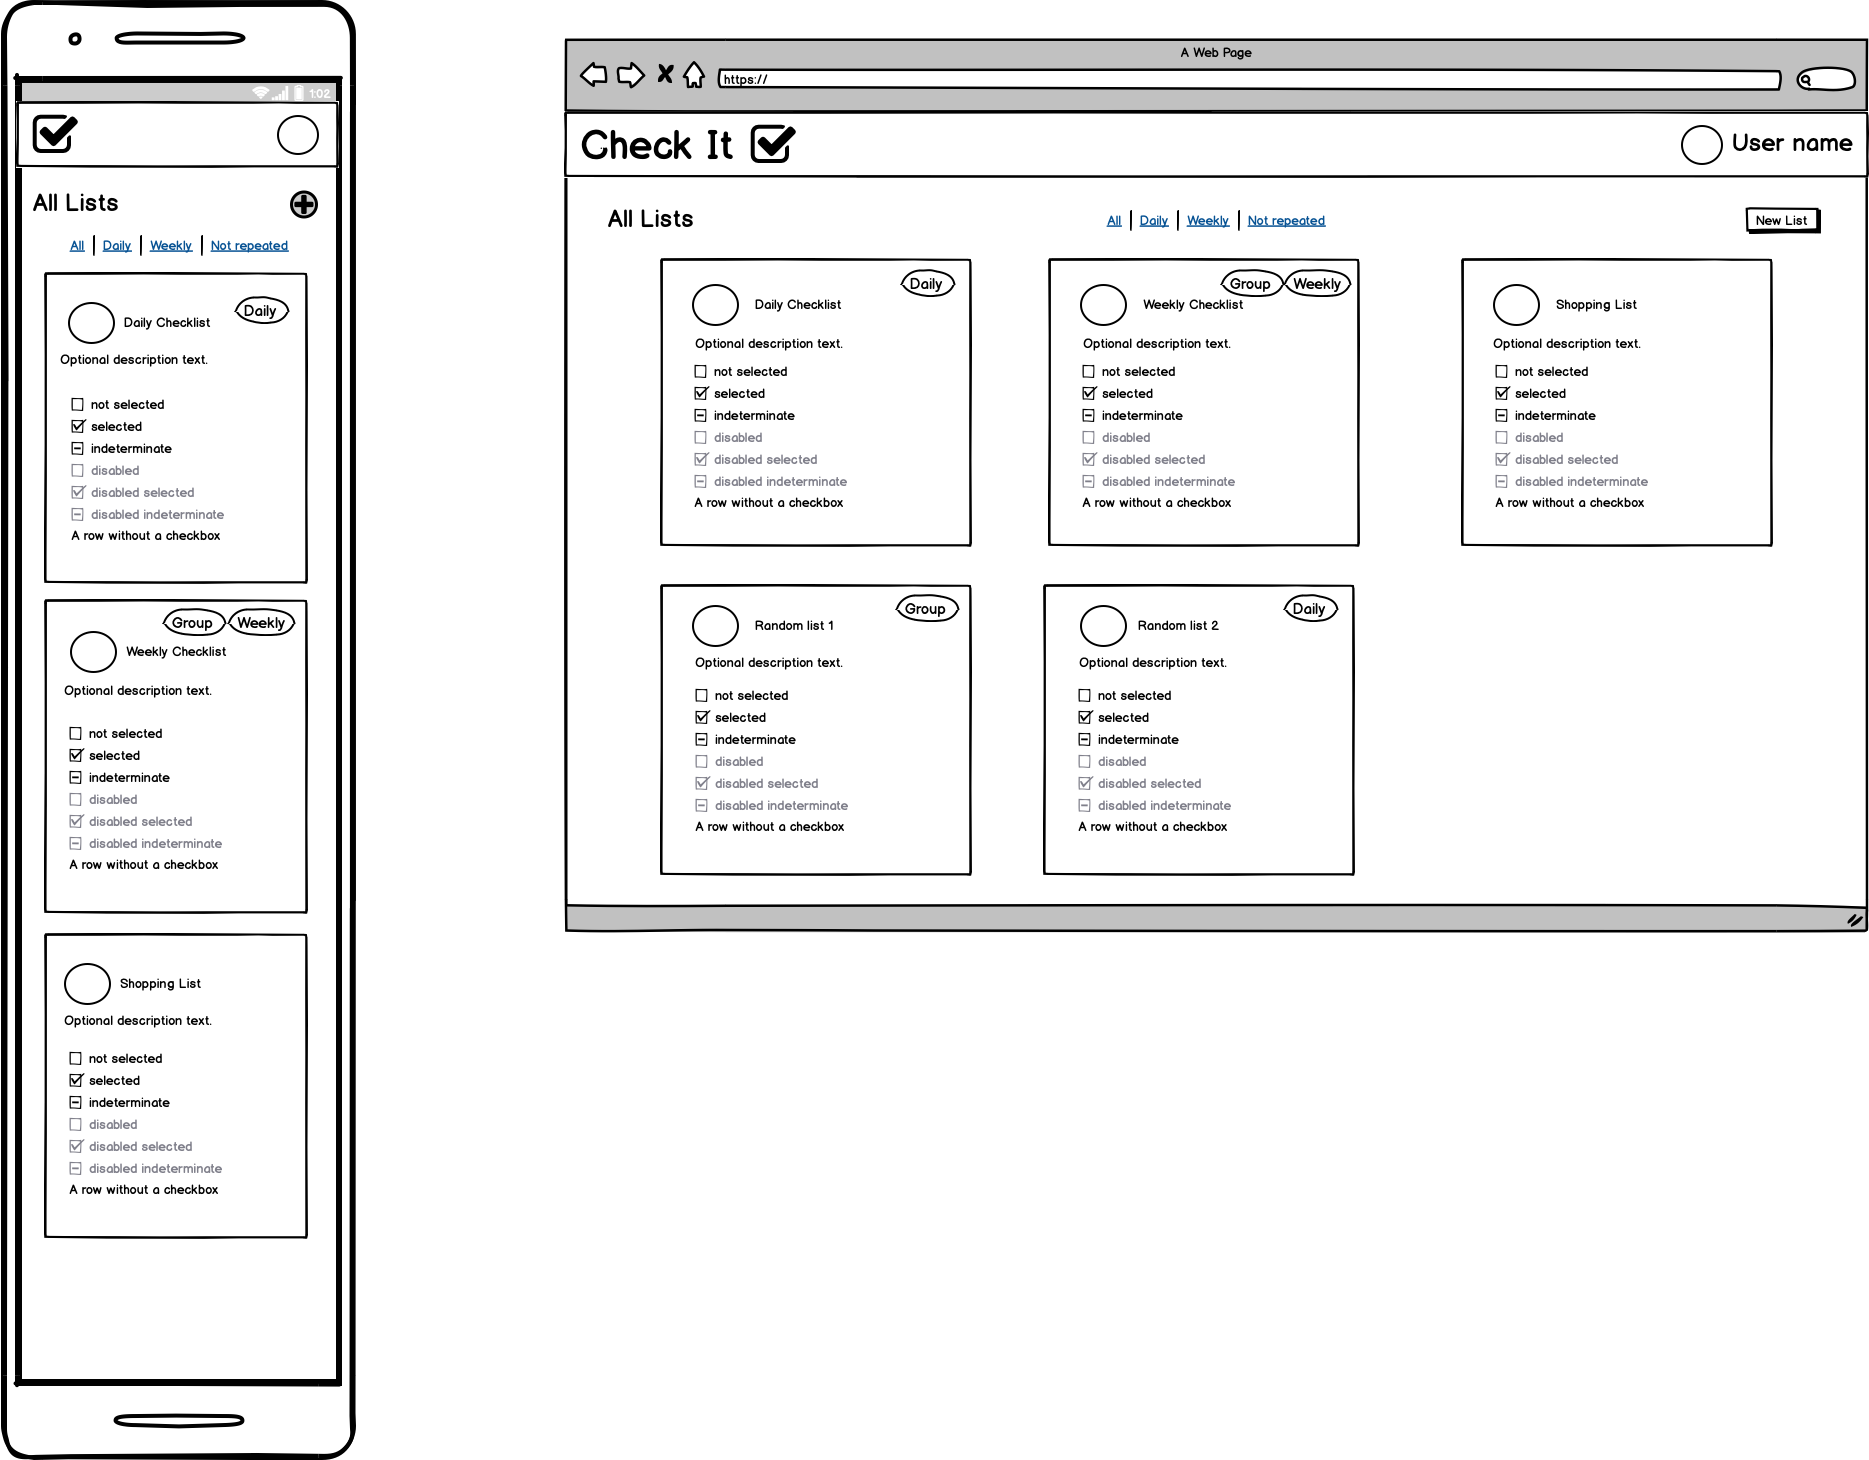 1:02
All Lists
All Daily Weekly Not repeated
Daily
Daily Checklist
Optional description text.
not selected
selected
indeterminate
disabled
disabled selected
disabled indeterminate
A row without a checkbox
Group Weekly
Weekly Checklist
Optional description text.
not selected
selected
indeterminate
disabled
disabled selected
disabled indeterminate
A row without a checkbox
Shopping List
Optional description text.
not selected
selected
indeterminate
disabled
disabled selected
disabled indeterminate
A row without a checkbox
A Web Page
https://
Check It
User name
All Lists
All Daily Weekly Not repeated
New List
Daily
Daily Checklist
Optional description text.
not selected
selected
indeterminate
disabled
disabled selected
disabled indeterminate
A row without a checkbox
Group Weekly
Weekly Checklist
Optional description text.
not selected
selected
indeterminate
disabled
disabled selected
disabled indeterminate
A row without a checkbox
Shopping List
Optional description text.
not selected
selected
indeterminate
disabled
disabled selected
disabled indeterminate
A row without a checkbox
Group
Random list 1
Optional description text.
not selected
selected
indeterminate
disabled
disabled selected
disabled indeterminate
A row without a checkbox
Daily
Random list 2
Optional description text.
not selected
selected
indeterminate
disabled
disabled selected
disabled indeterminate
A row without a checkbox